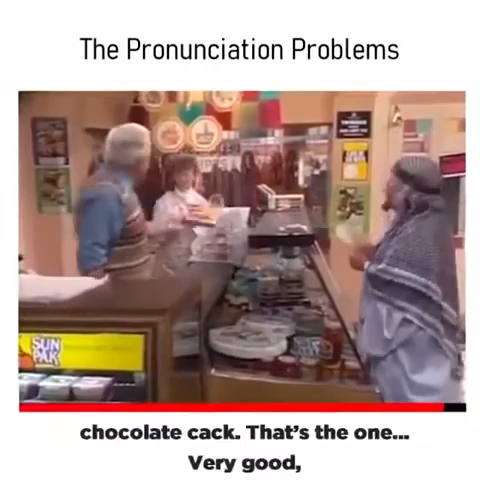 The Pronunciation Problems
SUN
PAK
chocolate cack. That's the one...
Very good,